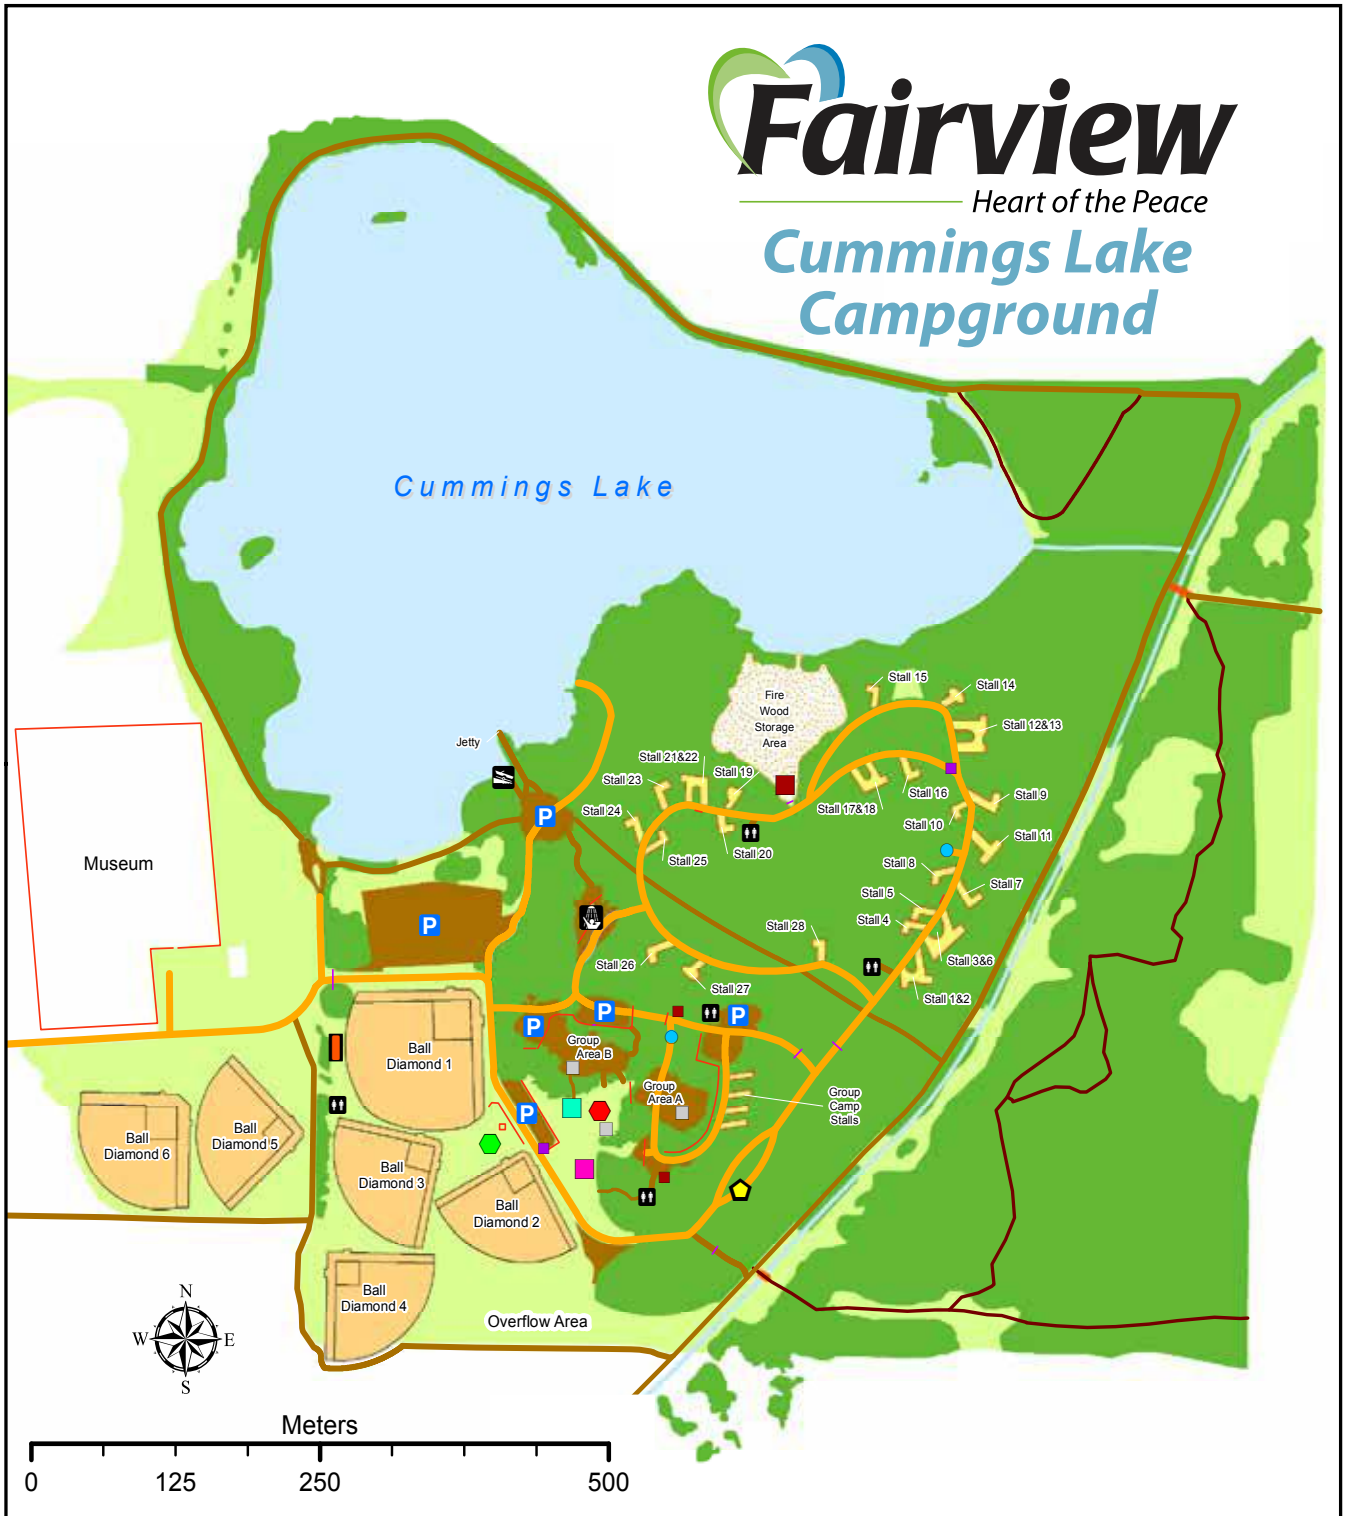 Fairview
Heart of the Peace
Cummings Lake
Campground
Cummings Lake
Jetty
P
Fire
Wood
Storage
Area
Stall 15
Stall 14
Stall 12&13
Stall 21&22
Stall 19
Stall 23
Stall 24
Stall 17&18
Stall 16
Stall 9
Stall 10
Stall 11
Stall 25
Stall 20
Stall 8
Stall 7
Stall 5
Stall 4
Stall 28
Stall 3&6
Stall 26
Stall 27
Stall 1&2
Museum
P
P
P
P
P
Group
Area B
Group
Area A
Group
Camp
Stalls
Ball
Diamond 1
Ball
Diamond 5
Ball
Diamond 6
Ball
Diamond 3
Ball
Diamond 2
Ball
Diamond 4
Overflow Area
N
W
E
S
Meters
0 125 250 500